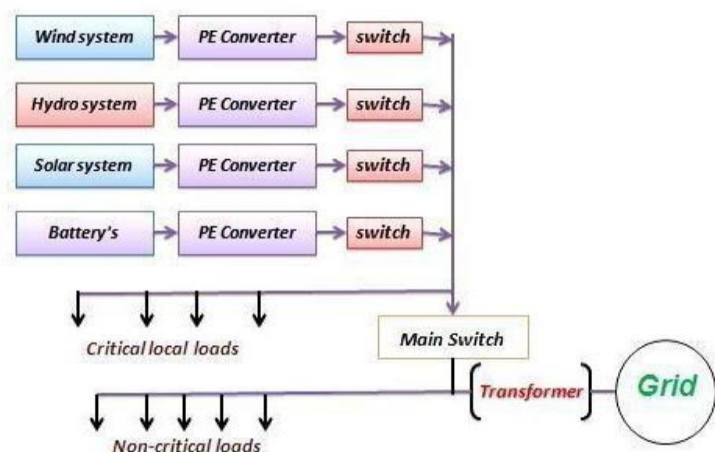 Wind system PE Converter switch
Hydro system PE Converter switch
Solar system PE Converter switch
Battery's PE Converter switch
Critical local loads
Main Switch
Transformer Grid
Non-critical loads